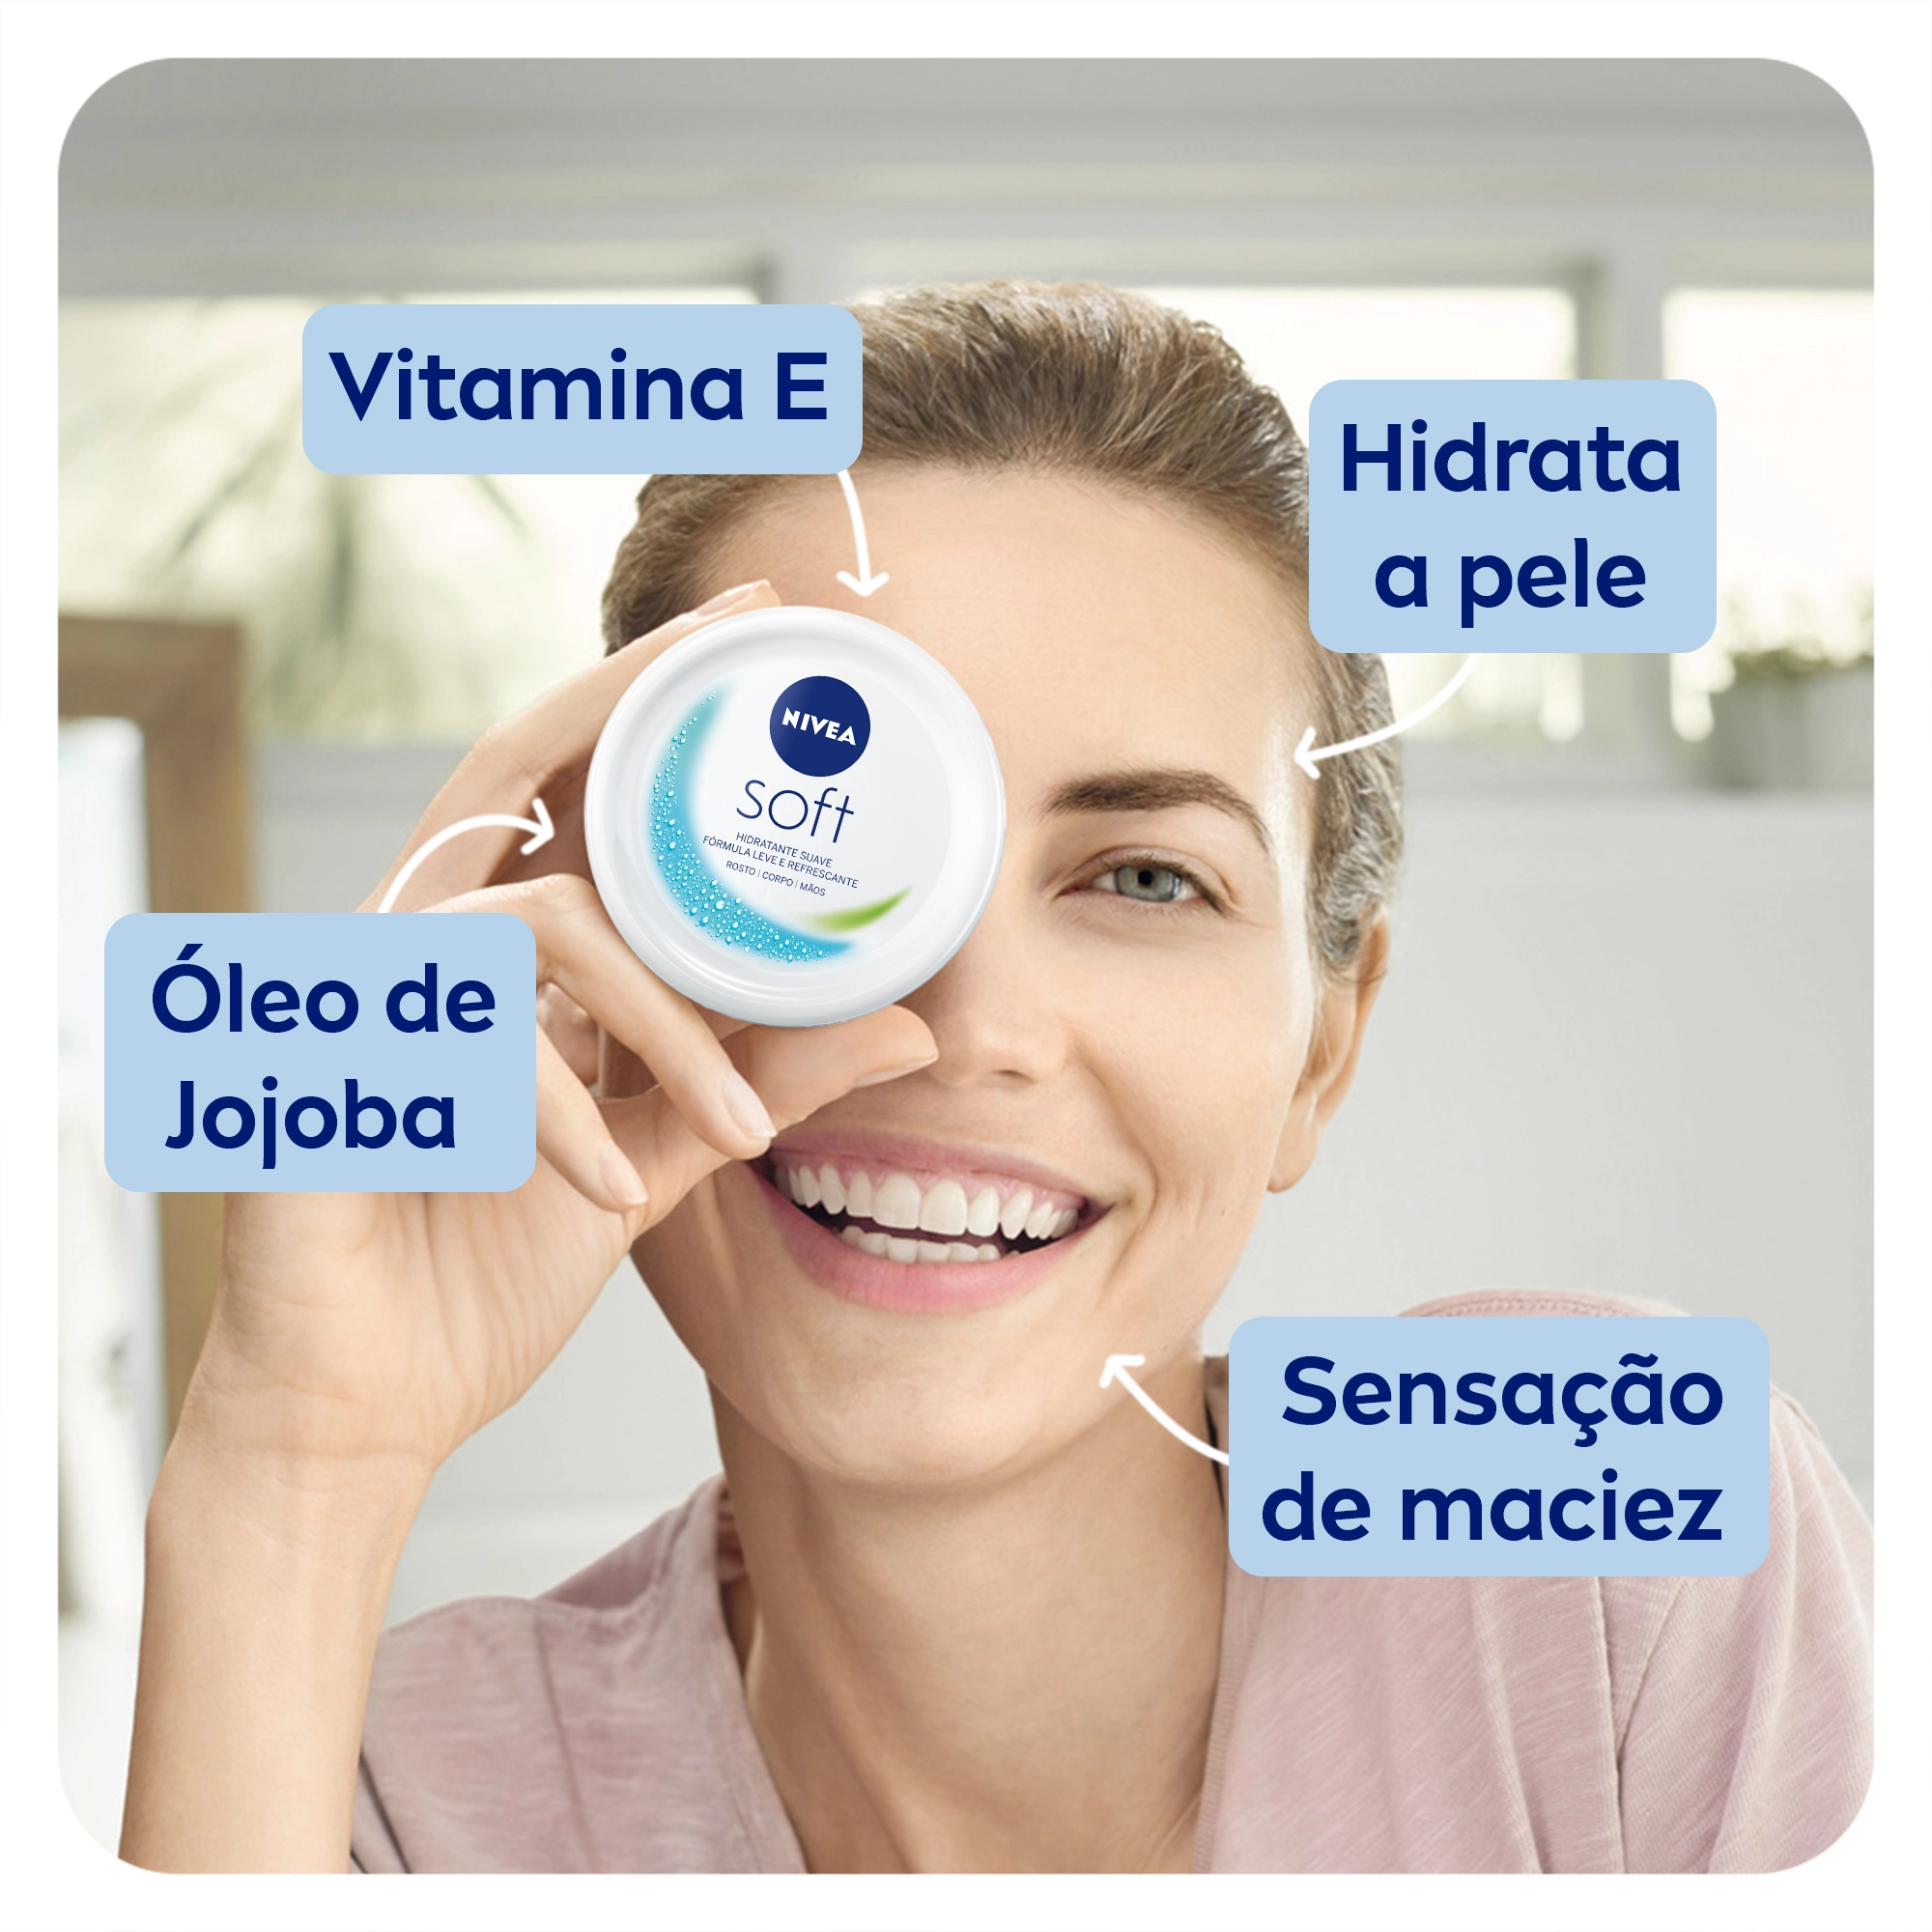 Vitamina E
Hidrata
a pele
NIVEA
soft
HIDRATANTE SUAVE
FÓRMULA LEVE E REFRESCANTE
ROSTO | CORPO | MÃOS
Óleo de
Jojoba
Sensação
de maciez